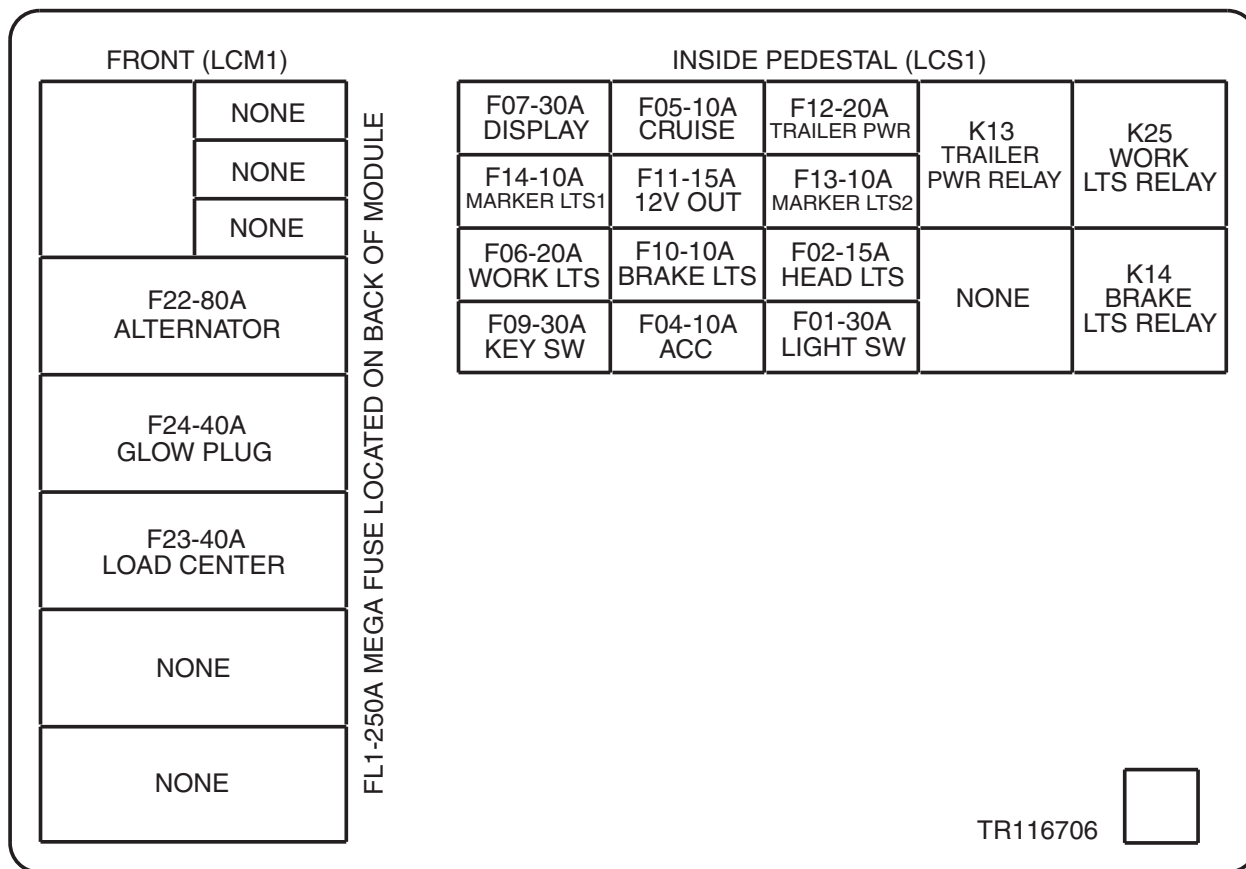 FRONT (LCM1)
NONE
NONE
NONE
F22-80A
ALTERNATOR
F24-40A
GLOW PLUG
F23-40A
LOAD CENTER
NONE
NONE
FL1-250A MEGA FUSE LOCATED ON BACK OF MODULE
INSIDE PEDESTAL (LCS1)
F07-30A
DISPLAY
F05-10A
CRUISE
F12-20A
TRAILER PWR
K13
TRAILER
PWR RELAY
K25
WORK
LTS RELAY
F14-10A
MARKER LTS1
F11-15A
12V OUT
F13-10A
MARKER LTS2
F06-20A
WORK LTS
F10-10A
BRAKE LTS
F02-15A
HEAD LTS
NONE
K14
BRAKE
LTS RELAY
F09-30A
KEY SW
F04-10A
ACC
F01-30A
LIGHT SW
TR116706